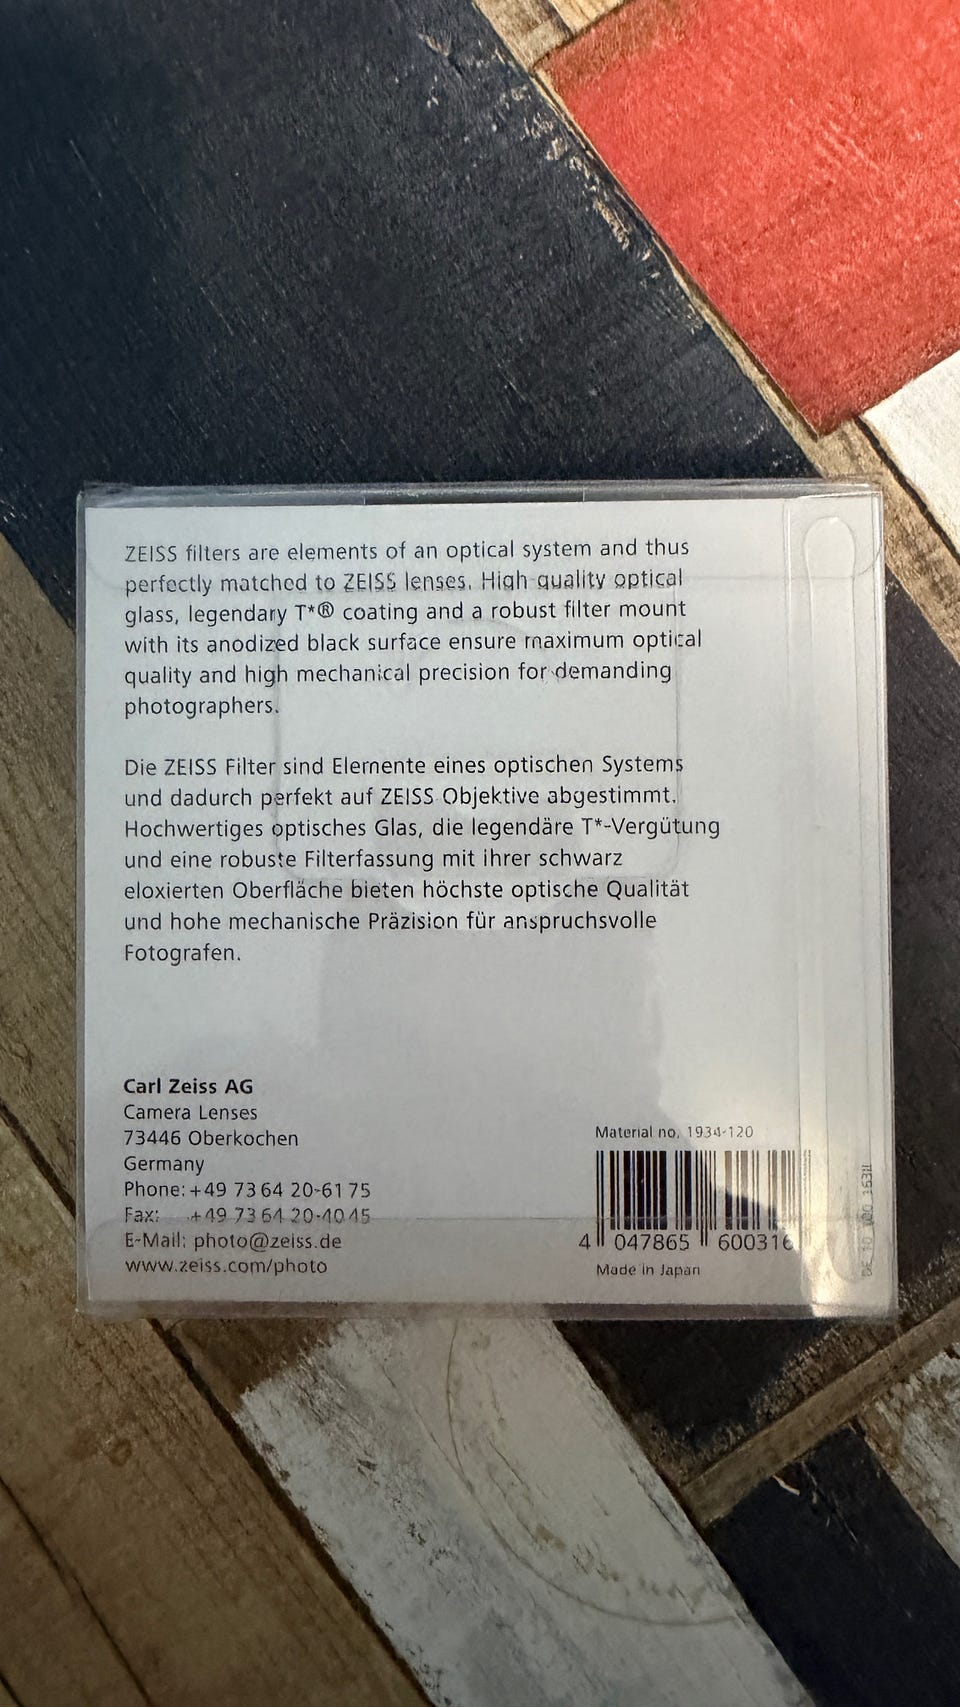 ZEISS filters are elements of an optical system and thus
perfectly matched to ZEISS lenses. High quality optical
glass, legendary T*® coating and a robust filter mount
with its anodized black surface ensure maximum optical
quality and high mechanical precision for demanding
photographers.
Die ZEISS Filter sind Elemente eines optischen Systems
und dadurch perfekt auf ZEISS Objektive abgestimmt.
Hochwertiges optisches Glas, die legendäre T*-Vergütung
und eine robuste Filterfassung mit ihrer schwarz
eloxierten Oberfläche bieten höchste optische Qualität
und hohe mechanische Präzision für anspruchsvolle
Fotografen.
Carl Zeiss AG
Camera Lenses
73446 Oberkochen
Germany
Phone: +49 73 64 20-61 75
Fax: +49 73 64 20-40 45
E-Mail: photo@zeiss.de
www.zeiss.com/photo
Material no. 1934-120
4 047865 600316
Made in Japan